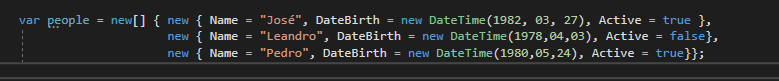 var people = new[] { new { Name = "José", DateBirth = new DateTime(1982, 03, 27), Active = true },
new { Name = "Leandro", DateBirth = new DateTime(1978,04,03), Active = false},
new { Name = "Pedro", DateBirth = new DateTime(1980,05,24), Active = true}};